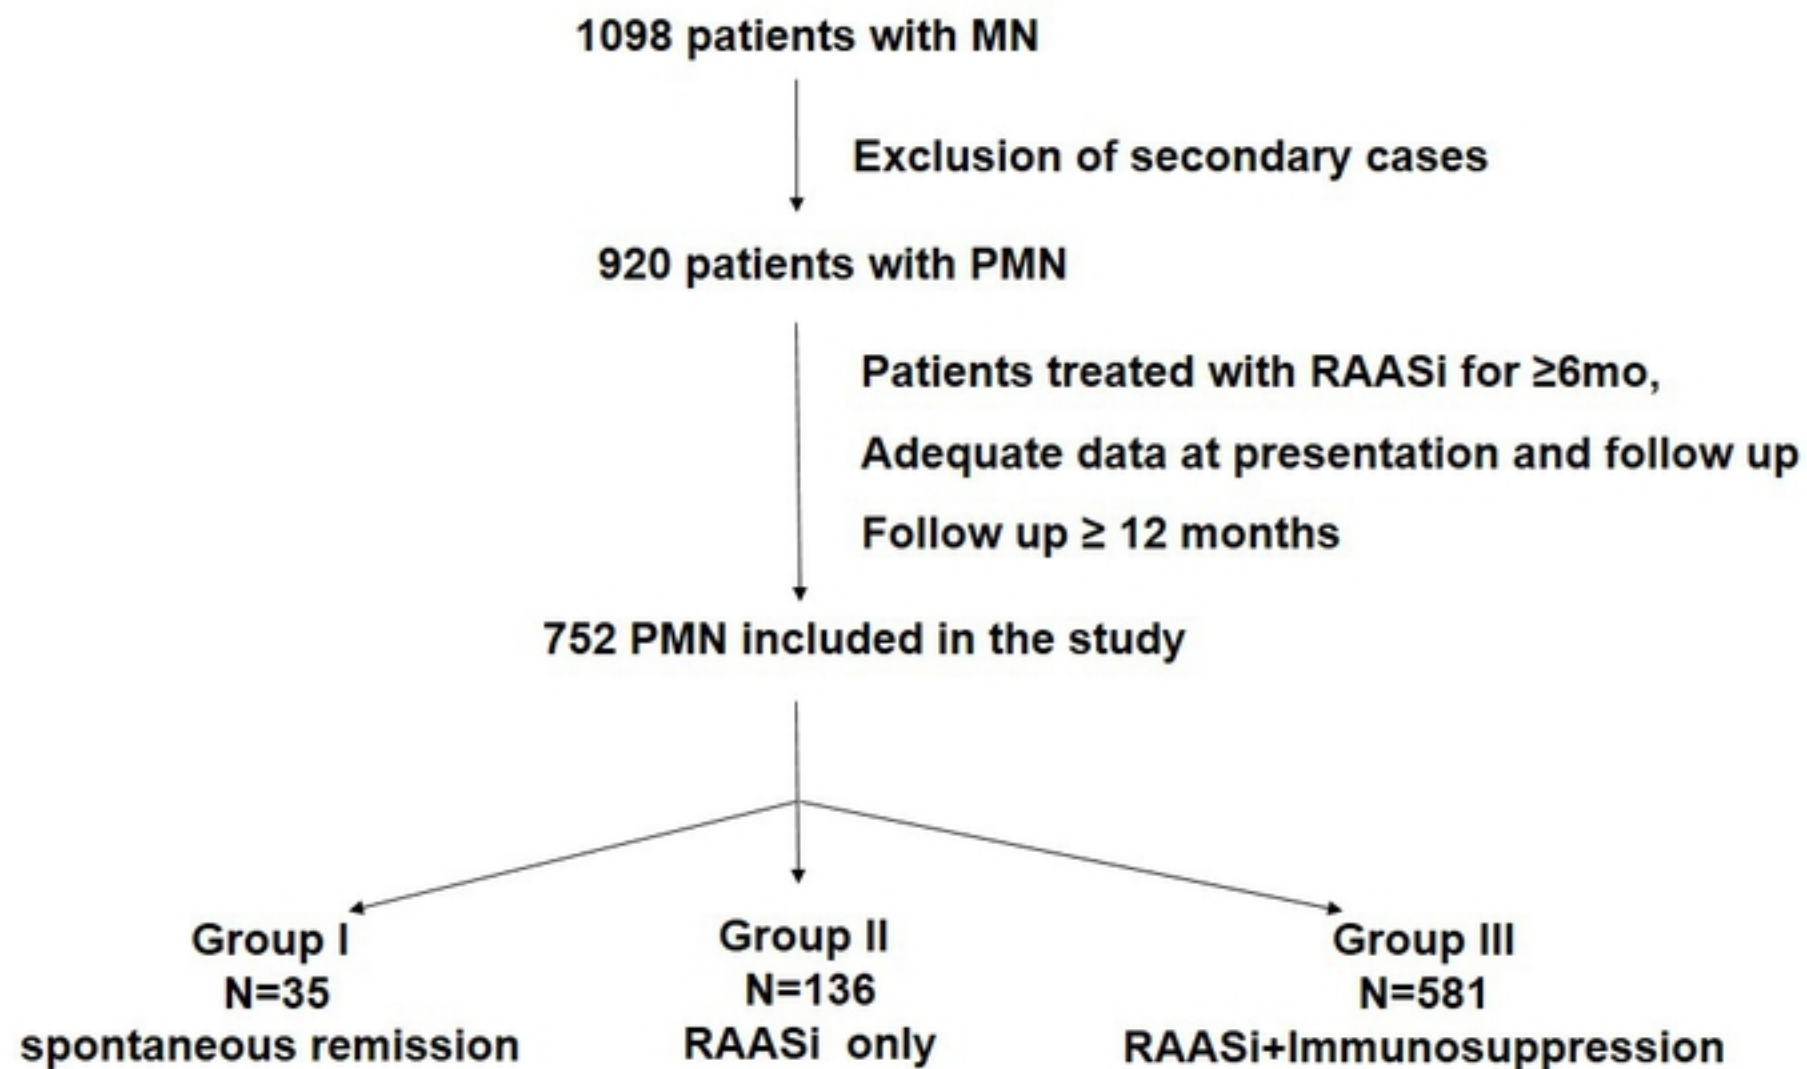 1098 patients with MN
Exclusion of secondary cases
920 patients with PMN
Patients treated with RAASi for ≥6mo,
Adequate data at presentation and follow up
Follow up ≥ 12 months
752 PMN included in the study
Group I
N=35
spontaneous remission
Group II
N=136
RAASi only
Group III
N=581
RAASi+Immunosuppression